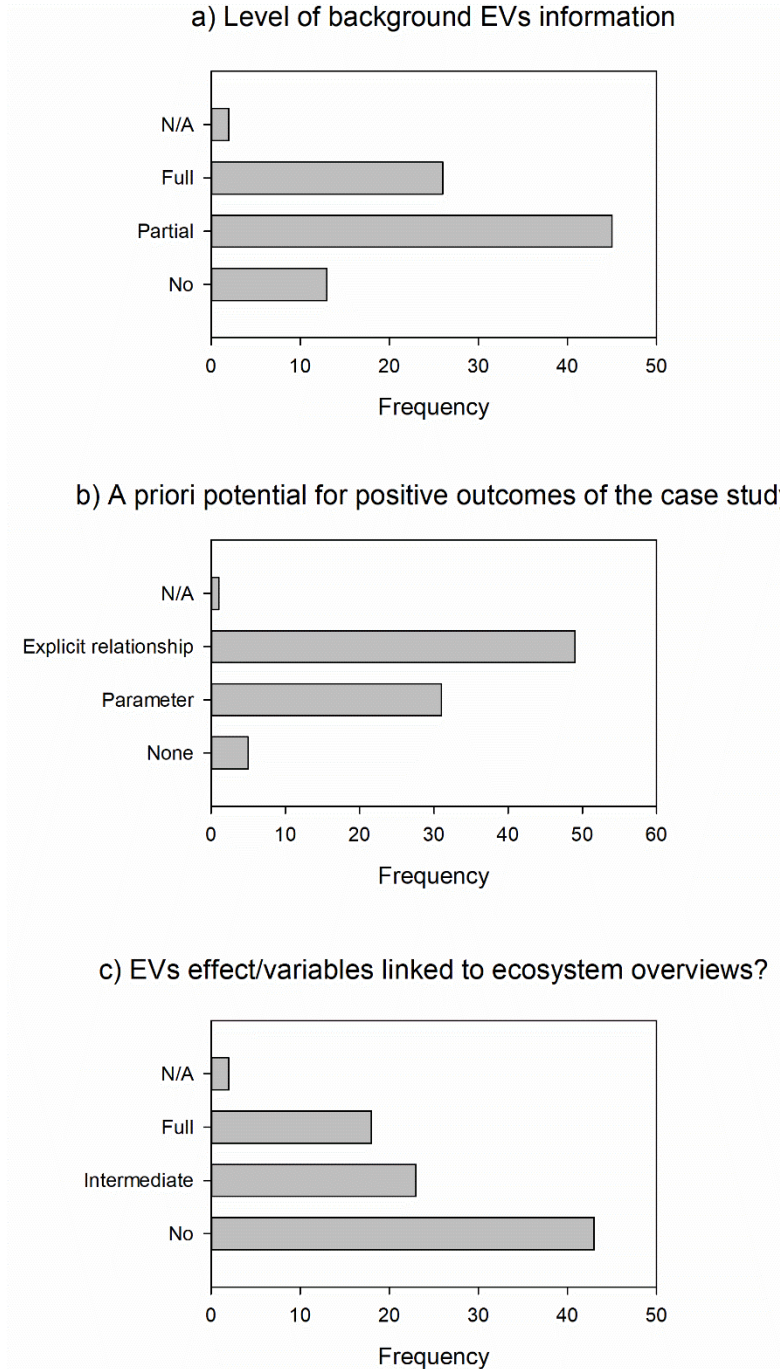 a) Level of background EVs information
N/A
Full
Partial
No
0 10 20 30 40 50
Frequency
b) A priori potential for positive outcomes of the case study
N/A
Explicit relationship
Parameter
None
0 10 20 30 40 50 60
Frequency
c) EVs effect/variables linked to ecosystem overviews?
N/A
Full
Intermediate
No
0 10 20 30 40 50
Frequency